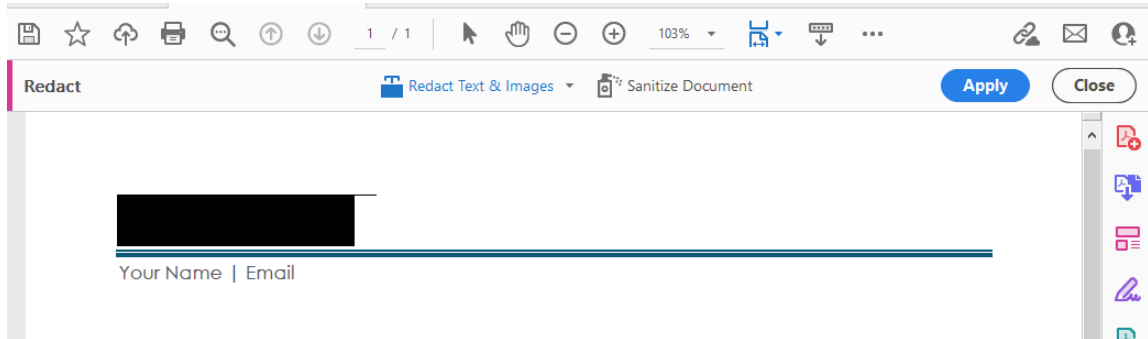 1 / 1 103%
Redact Redact Text & Images Sanitize Document Apply Close
Your Name | Email